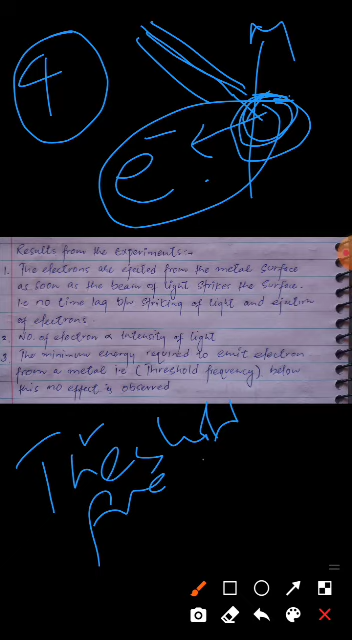 4
M
e-
Results from the experiments:-
1. The electrons are ejected from the metal surface
as soon as the beam of light strikes the surface.
i.e no time lag b/w striting of light and ejection
of electrons.
2 NO. of electron α Intensity of light
3 The minimum energy required to emit electron
from a metal i.e (Threshold frequency) below
this no effect is observed
Threshhold
fre